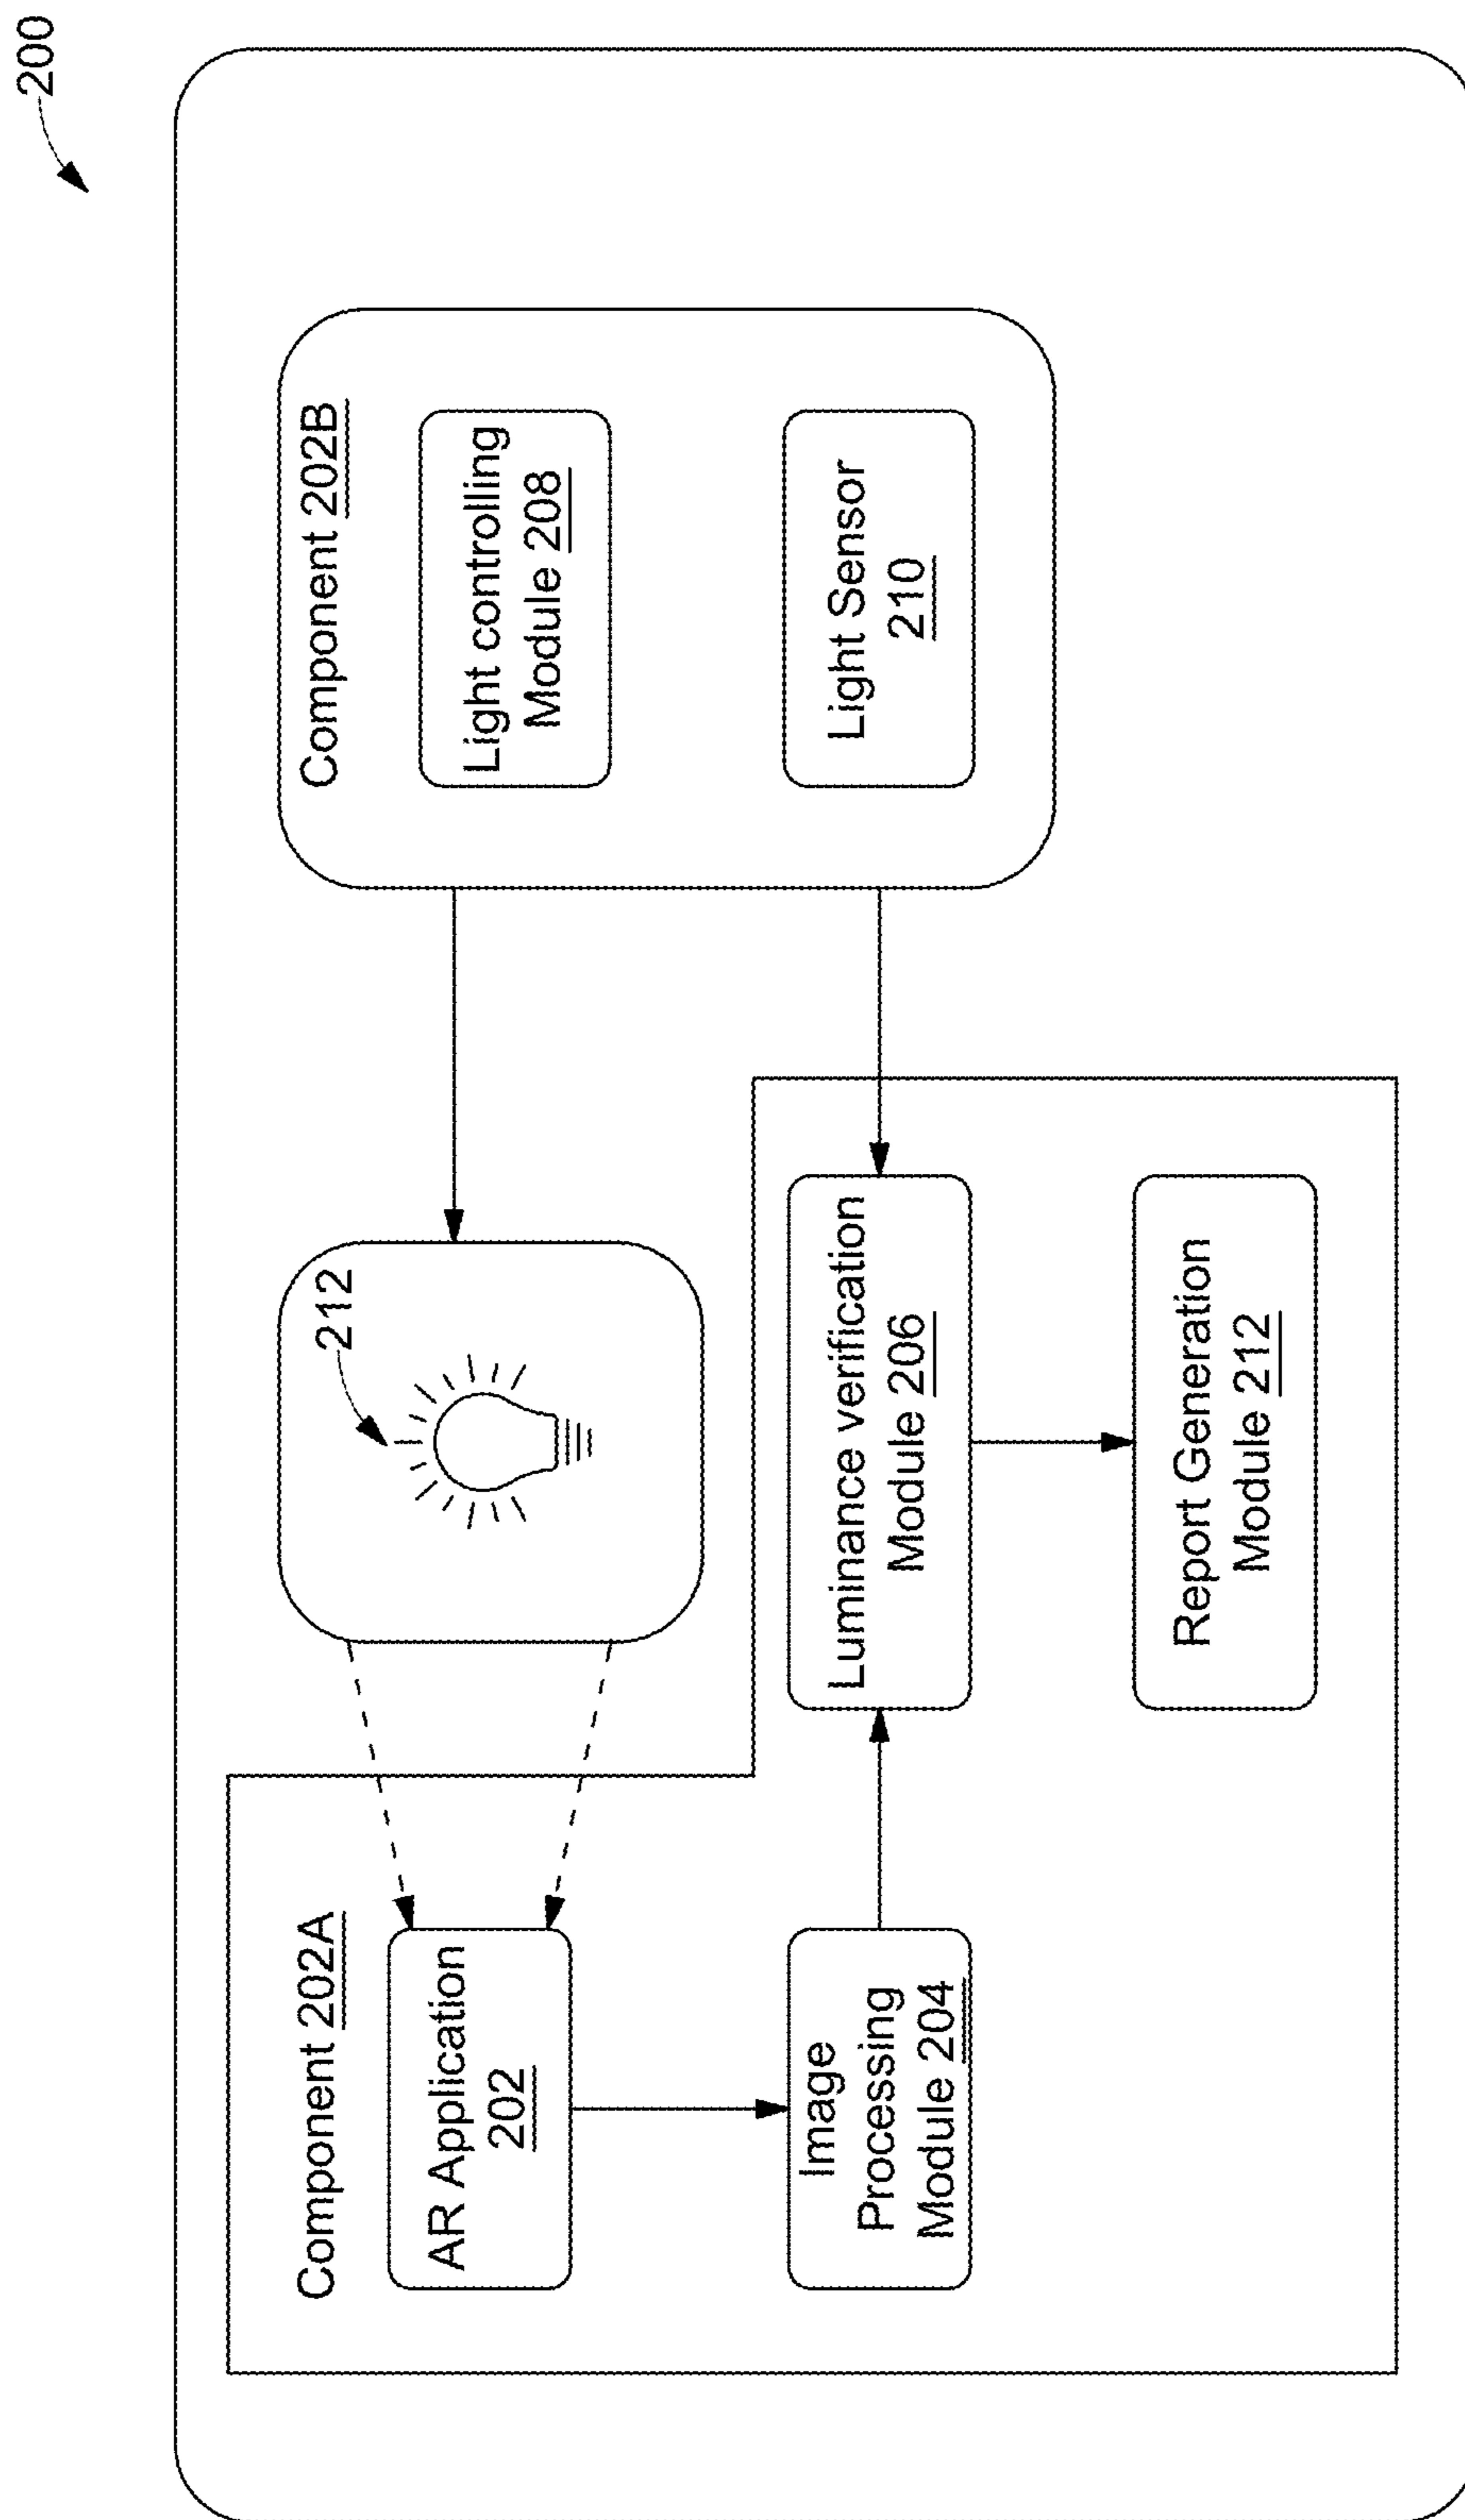 200
Component 202A
AR Application
202
212
Component 202B
Light controlling
Module 208
Image
Processing
Module 204
Luminance verification
Module 206
Light Sensor
210
Report Generation
Module 212